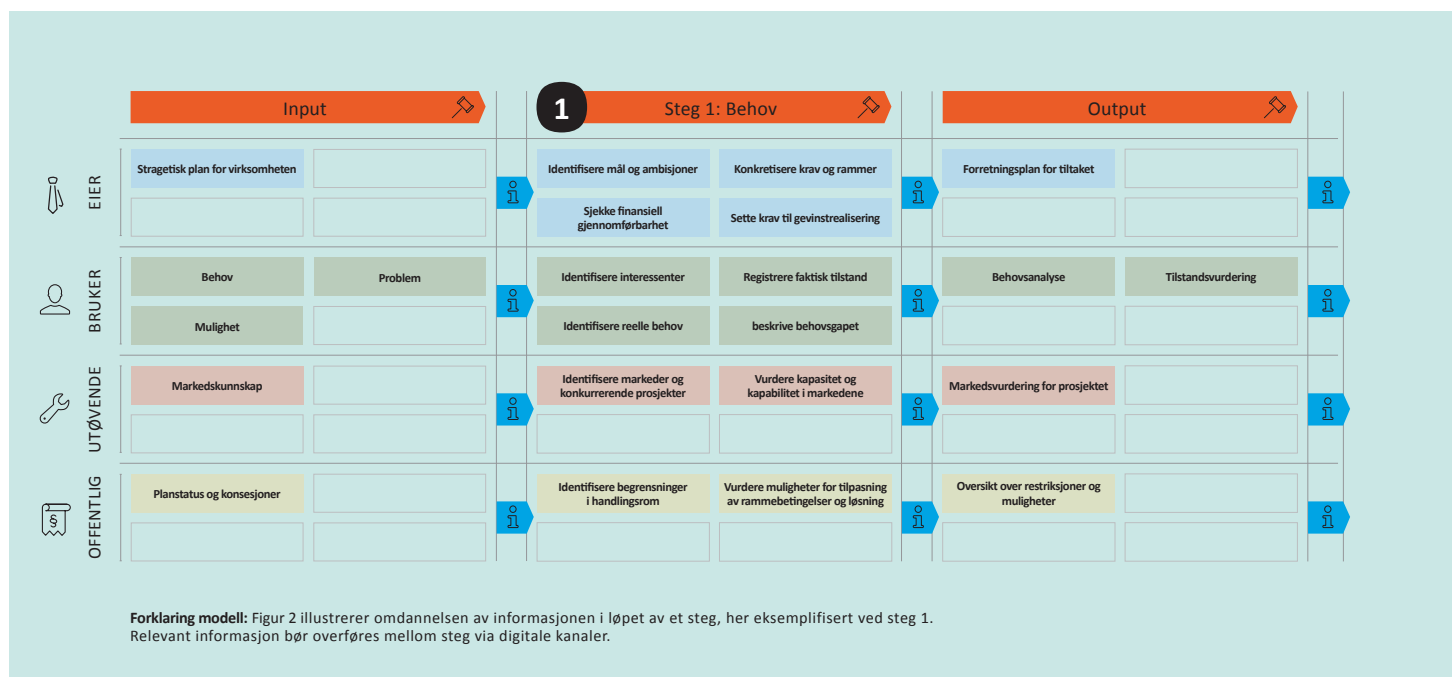 Input
1
Steg 1: Behov
Output
EIER
Stragetisk plan for virksomheten
Identifisere mål og ambisjoner
Konkretisere krav og rammer
Forretningsplan for tiltaket
Sjekke finansiell
gjennomførbarhet
Sette krav til gevinstrealisering
BRUKER
Behov
Problem
Identifisere interessenter
Registrere faktisk tilstand
Behovsanalyse
Tilstandsvurdering
Mulighet
Identifisere reelle behov
beskrive behovsgapet
UTØVENDE
Markedskunnskap
Identifisere markeder og
konkurrerende prosjekter
Vurdere kapasitet og
kapabilitet i markedene
Markedsvurdering for prosjektet
OFFENTLIG
§
Planstatus og konsesjoner
Identifisere begrensninger
i handlingsrom
Vurdere muligheter for tilpasning
av rammebetingelser og løsning
Oversikt over restriksjoner og
muligheter
Forklaring modell: Figur 2 illustrerer omdannelsen av informasjonen i løpet av et steg, her eksemplifisert ved steg 1.
Relevant informasjon bør overføres mellom steg via digitale kanaler.